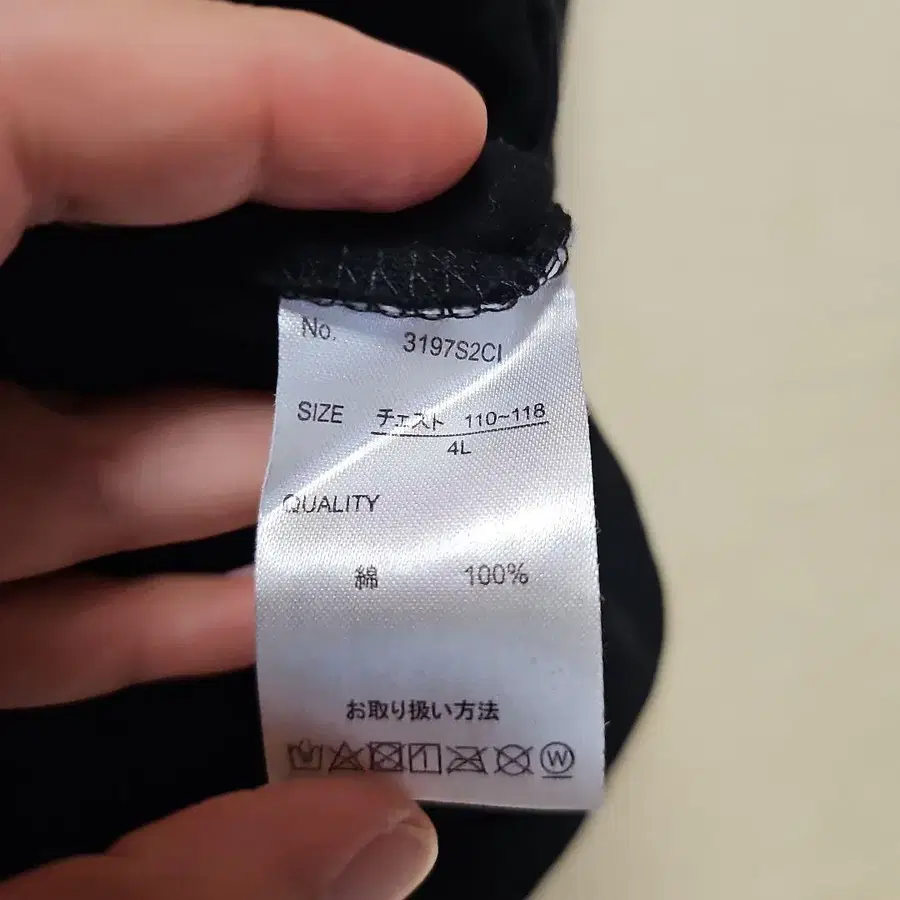 No. 3197S2CI
SIZE チェスト 110~118
4L
QUALITY
綿 100%
お取り扱い方法
W